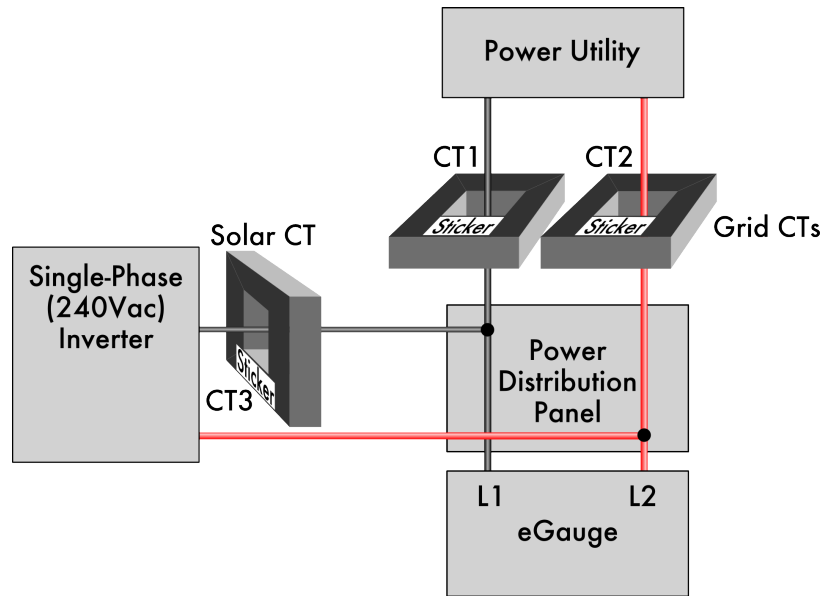 Power Utility
CT1
CT2
Sticker
Sticker
Grid CTs
Solar CT
Single-Phase
(240Vac)
Inverter
Sticker
CT3
Power
Distribution
Panel
L1
L2
eGauge